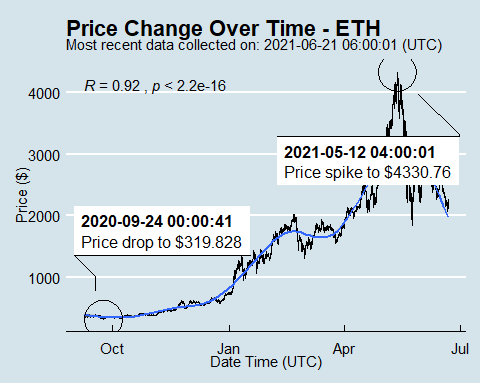 Price Change Over Time - ETH
Most recent data collected on: 2021-06-21 06:00:01 (UTC)
R = 0.92 , p < 2.2e-16
4000
3000
2000
1000
Price ($)
2021-05-12 04:00:01
Price spike to $4330.76
2020-09-24 00:00:41
Price drop to $319.828
Oct
Jan
Apr
Jul
Date Time (UTC)